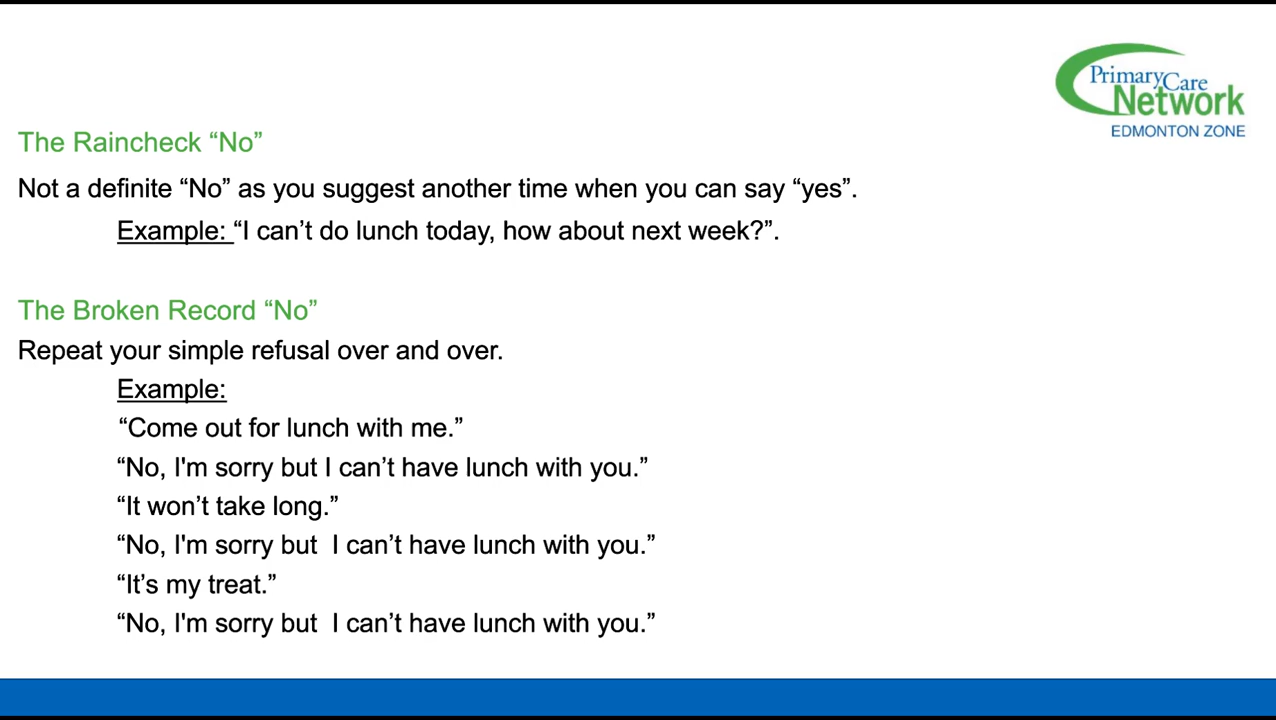 PrimaryCare
Network
EDMONTON ZONE
The Raincheck “No”
Not a definite “No” as you suggest another time when you can say “yes”.
Example: “I can’t do lunch today, how about next week?”.
The Broken Record “No”
Repeat your simple refusal over and over.
Example:
“Come out for lunch with me.”
“No, I'm sorry but I can’t have lunch with you.”
“It won’t take long.”
“No, I'm sorry but  I can’t have lunch with you.”
“It’s my treat.”
“No, I'm sorry but  I can’t have lunch with you.”